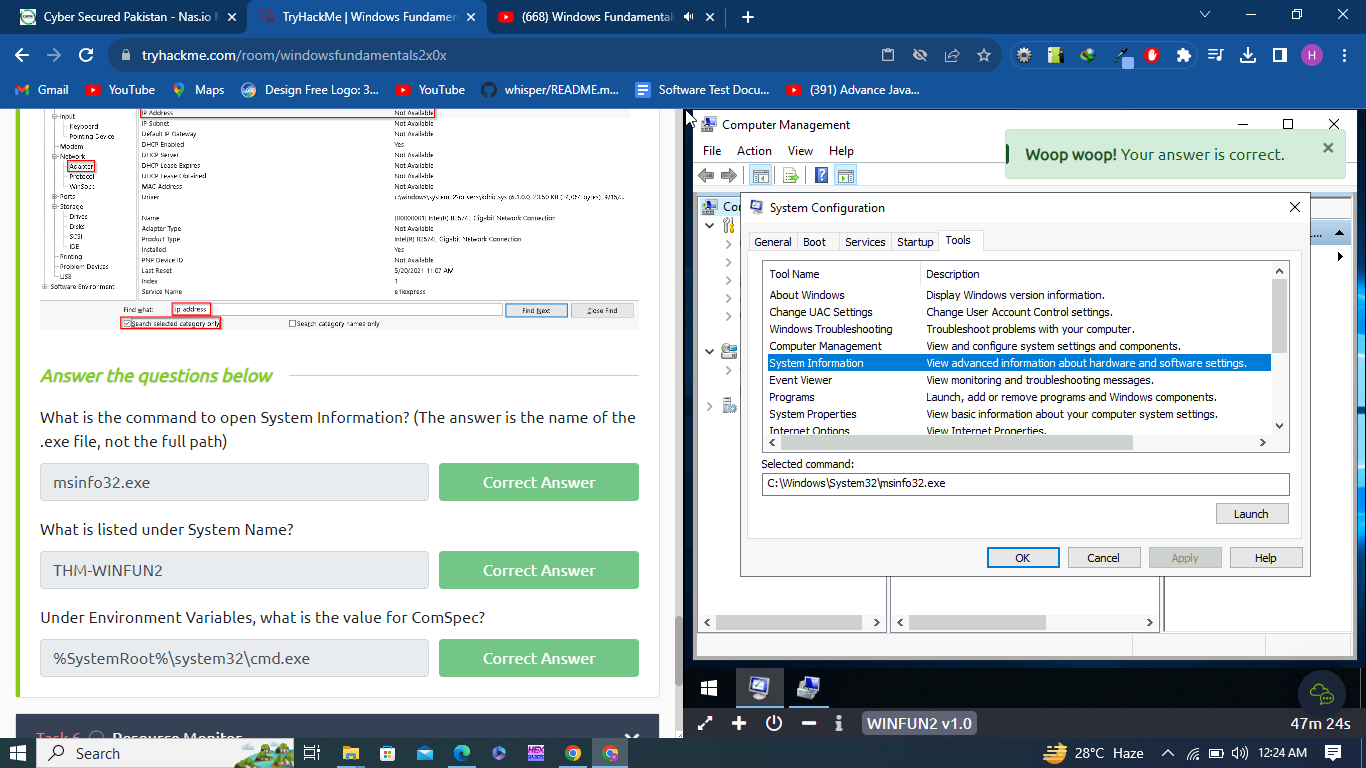 Cyber Secured Pakistan - Nas.io
TryHackMe | Windows Fundamen
(668) Windows Fundamentals
tryhackme.com/room/windowsfundamentals2x0x
H
Gmail
YouTube
Maps
Design Free Logo: 3...
YouTube
whisper/README.m...
Software Test Docu...
(391) Advance Java...
Input
Keyboard
Pointing Device
Modem
Network
Adapter
Protocol
WinSock
Ports
Storage
Drives
Disks
SCSI
IDE
Printing
Problem Devices
USB
Software Environment
IP Address Not Available
IP Subnet Not Available
Default IP Gateway Not Available
DHCP Enabled Yes
DHCP Server Not Available
DHCP Lease Expires Not Available
DHCP Lease Obtained Not Available
MAC Address Not Available
Driver
Name [00000001] Intel(R) 82574L Gigabit Network Connection
Adapter Type Not Available
Product Type Intel(R) 82574L Gigabit Network Connection
Installed Yes
PNP Device ID Not Available
Last Reset 5/20/2021 11:07 AM
Index 1
Service Name e1iexpress
Find what: ip address Find Next Close Find
Search selected category only Search category names only
Answer the questions below
What is the command to open System Information? (The answer is the name of the
.exe file, not the full path)
msinfo32.exe
Correct Answer
What is listed under System Name?
THM-WINFUN2
Correct Answer
Under Environment Variables, what is the value for ComSpec?
%SystemRoot%\system32\cmd.exe
Correct Answer
Task 6 Resource Monitor
Computer Management
File Action View Help
Woop woop! Your answer is correct.
System Configuration
General Boot Services Startup Tools
Tool Name Description
About Windows Display Windows version information.
Change UAC Settings Change User Account Control settings.
Windows Troubleshooting Troubleshoot problems with your computer.
Computer Management View and configure system settings and components.
System Information View advanced information about hardware and software settings.
Event Viewer View monitoring and troubleshooting messages.
Programs Launch, add or remove programs and Windows components.
System Properties View basic information about your computer system settings.
Internet Options View Internet Properties.
Selected command:
C:\Windows\System32\msinfo32.exe
Launch
OK Cancel Apply Help
WINFUN2 v1.0
47m 24s
Search
28°C Haze
12:24 AM